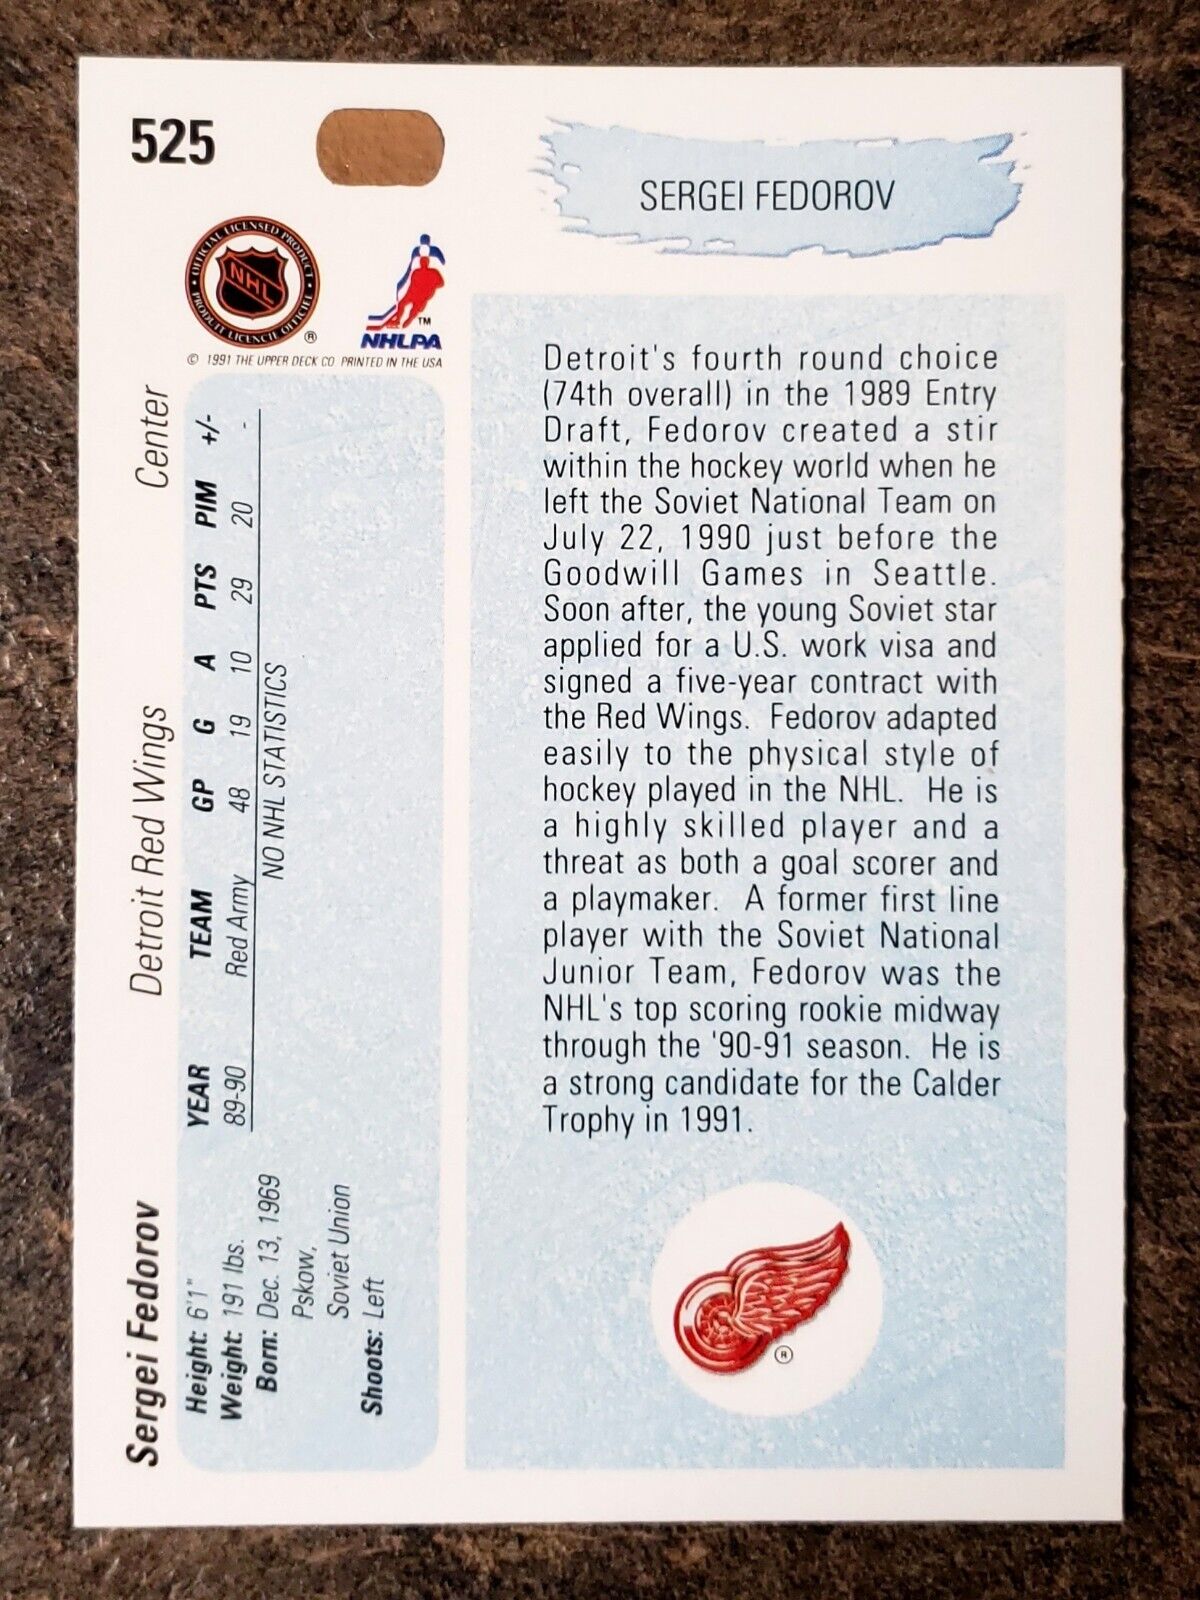 525
SERGEI FEDOROV
OFFICIAL LICENSED PRODUCT
NHL
PRODUIT LICENCIE OFFICIEL
®
TM
NHLPA
© 1991 THE UPPER DECK CO PRINTED IN THE USA
Sergei Fedorov Detroit Red Wings Center
Height: 6'1"
Weight: 191 lbs.
Born: Dec. 13, 1969
Pskow,
Soviet Union
Shoots: Left
YEAR TEAM GP G A PTS PIM +/-
89-90 Red Army 48 19 10 29 20 -
NO NHL STATISTICS
Detroit's fourth round choice
(74th overall) in the 1989 Entry
Draft, Fedorov created a stir
within the hockey world when he
left the Soviet National Team on
July 22, 1990 just before the
Goodwill Games in Seattle.
Soon after, the young Soviet star
applied for a U.S. work visa and
signed a five-year contract with
the Red Wings. Fedorov adapted
easily to the physical style of
hockey played in the NHL. He is
a highly skilled player and a
threat as both a goal scorer and
a playmaker. A former first line
player with the Soviet National
Junior Team, Fedorov was the
NHL's top scoring rookie midway
through the '90-91 season. He is
a strong candidate for the Calder
Trophy in 1991.
®